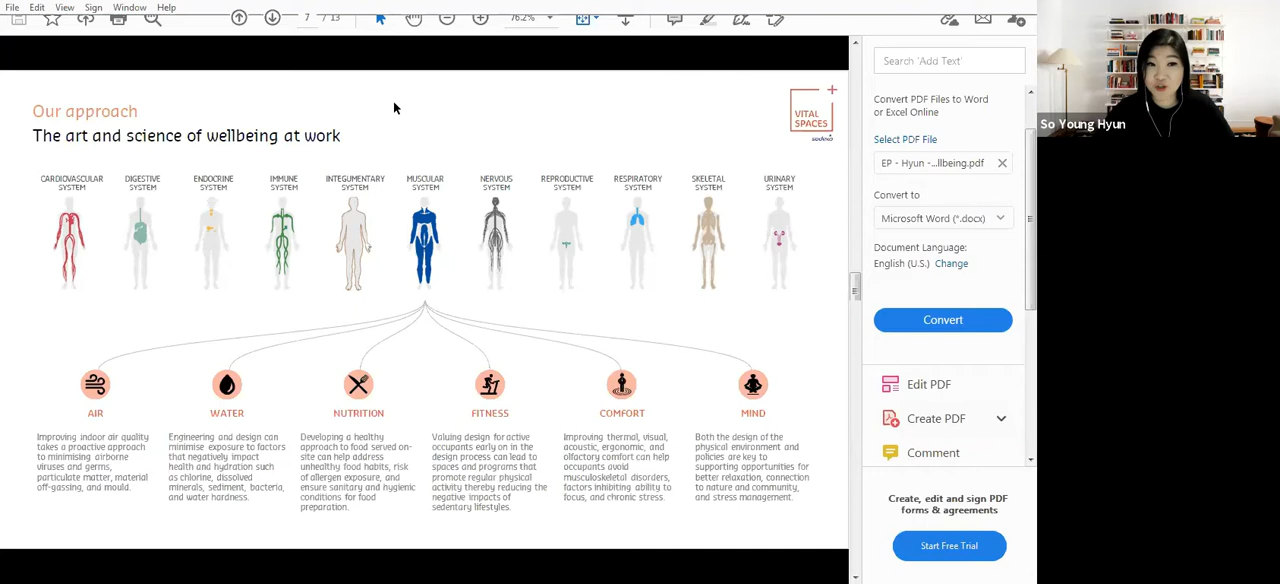 File Edit View Sign Window Help
7 / 13
76.2%
Our approach
The art and science of wellbeing at work
VITAL
SPACES
sodexo
CARDIOVASCULAR
SYSTEM
DIGESTIVE
SYSTEM
ENDOCRINE
SYSTEM
IMMUNE
SYSTEM
INTEGUMENTARY
SYSTEM
MUSCULAR
SYSTEM
NERVOUS
SYSTEM
REPRODUCTIVE
SYSTEM
RESPIRATORY
SYSTEM
SKELETAL
SYSTEM
URINARY
SYSTEM
AIR
Improving indoor air quality
takes a proactive approach
to minimising airborne
viruses and germs,
particulate matter, material
off-gassing, and mould.
WATER
Engineering and design can
minimise exposure to factors
that negatively impact
health and hydration such
as chlorine, dissolved
minerals, sediment, bacteria,
and water hardness.
NUTRITION
Developing a healthy
approach to food served on-
site can help address
unhealthy food habits, risk
of allergen exposure, and
ensure sanitary and hygienic
conditions for food
preparation.
FITNESS
Valuing design for active
occupants early on in the
design process can lead to
spaces and programs that
promote regular physical
activity thereby reducing the
negative impacts of
sedentary lifestyles.
COMFORT
Improving thermal, visual,
acoustic, ergonomic, and
olfactory comfort can help
occupants avoid
musculoskeletal disorders,
factors inhibiting ability to
focus, and chronic stress.
MIND
Both the design of the
physical environment and
policies are key to
supporting opportunities for
better relaxation, connection
to nature and community,
and stress management.
Search 'Add Text'
Convert PDF Files to Word
or Excel Online
Select PDF File
EP - Hyun -...llbeing.pdf
Convert to
Microsoft Word (*.docx)
Document Language:
English (U.S.) Change
Convert
Edit PDF
Create PDF
Comment
Create, edit and sign PDF
forms & agreements
Start Free Trial
So Young Hyun